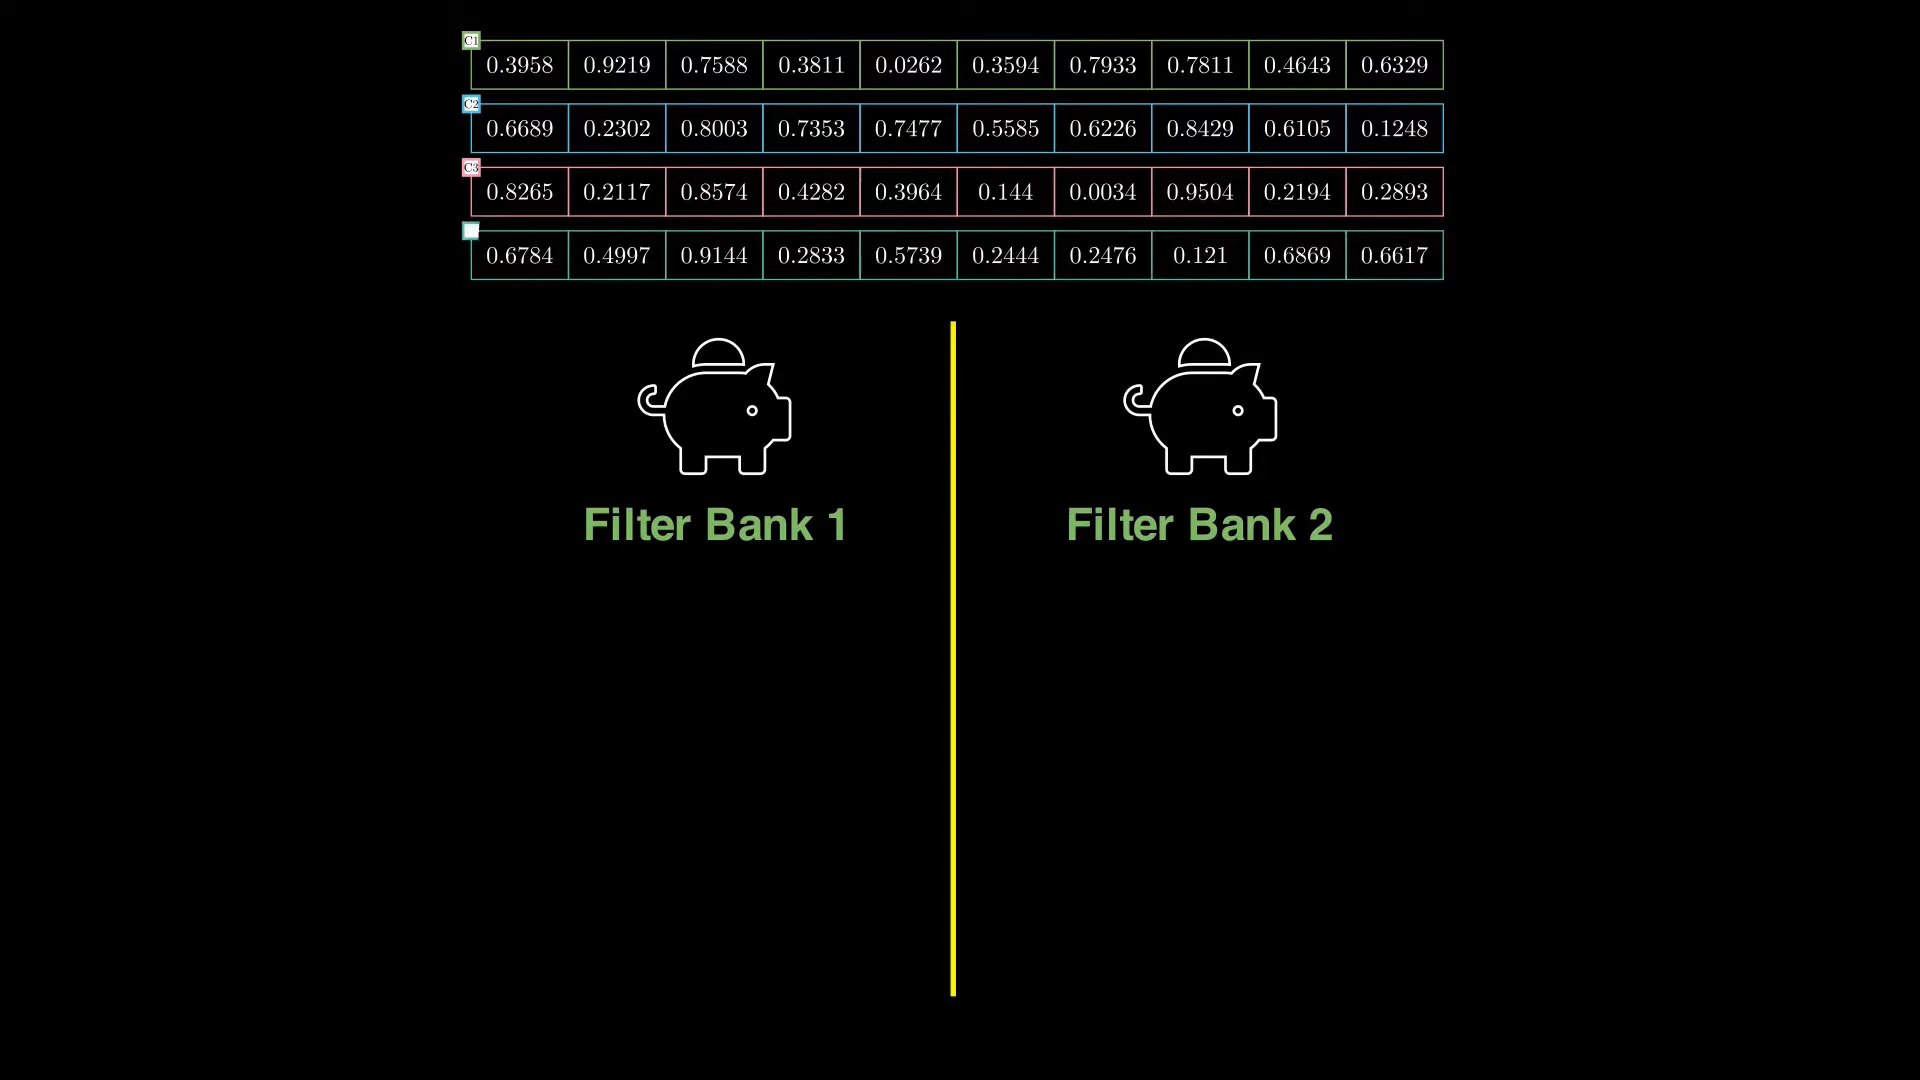 C1
0.3958 0.9219 0.7588 0.3811 0.0262 0.3594 0.7933 0.7811 0.4643 0.6329
C2
0.6689 0.2302 0.8003 0.7353 0.7477 0.5585 0.6226 0.8429 0.6105 0.1248
C3
0.8265 0.2117 0.8574 0.4282 0.3964 0.144 0.0034 0.9504 0.2194 0.2893
0.6784 0.4997 0.9144 0.2833 0.5739 0.2444 0.2476 0.121 0.6869 0.6617
Filter Bank 1
Filter Bank 2